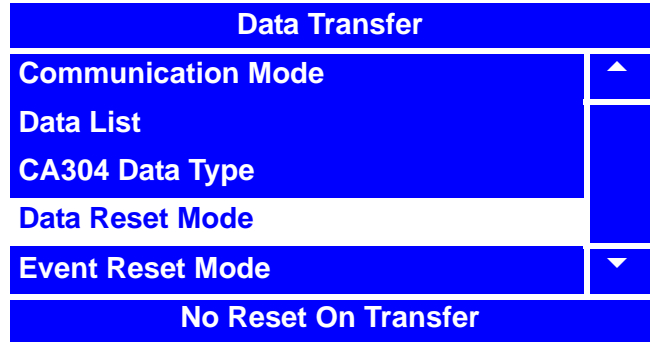 Data Transfer
Communication Mode
Data List
CA304 Data Type
Data Reset Mode
Event Reset Mode
No Reset On Transfer